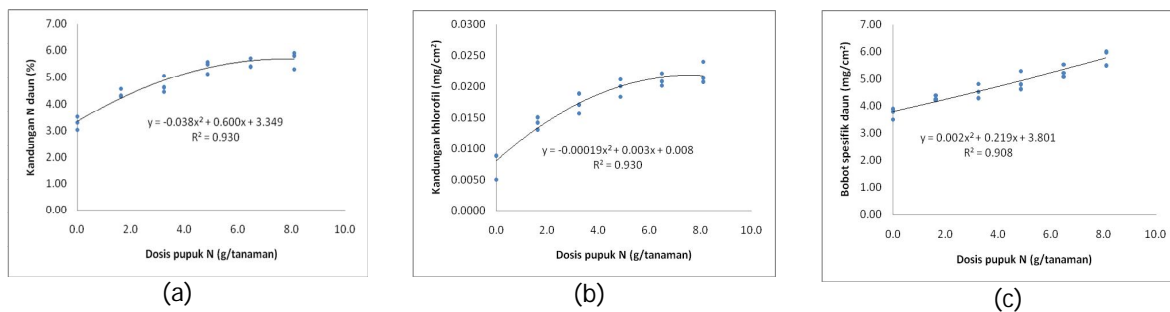 7.00
6.00
5.00
4.00
3.00
2.00
1.00
0.00
Kandungan N daun (%)
y = -0.038x² + 0.600x + 3.349
R² = 0.930
0.0 2.0 4.0 6.0 8.0 10.0
Dosis pupuk N (g/tanaman)
(a)
0.0300
0.0250
0.0200
0.0150
0.0100
0.0050
0.0000
Kandungan khlorofil (mg/cm²)
y = -0.00019x² + 0.003x + 0.008
R² = 0.930
0.0 2.0 4.0 6.0 8.0 10.0
Dosis pupuk N (g/tanaman)
(b)
7.00
6.00
5.00
4.00
3.00
2.00
1.00
0.00
Bobot spesifik daun (mg/cm²)
y = 0.002x² + 0.219x + 3.801
R² = 0.908
0.0 2.0 4.0 6.0 8.0 10.0
Dosis pupuk N (g/tanaman)
(c)